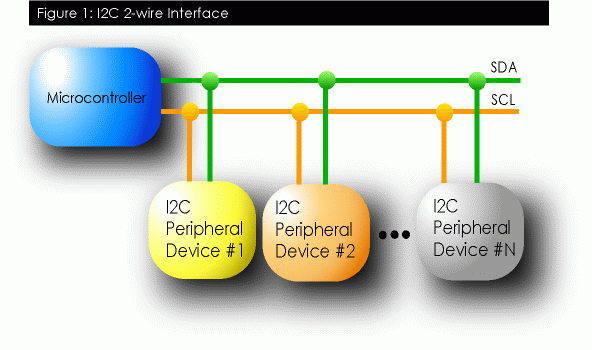 Figure 1: I2C 2-wire Interface
SDA
Microcontroller
SCL
I2C
Peripheral
Device #1
I2C
Peripheral
Device #2
I2C
Peripheral
Device #N